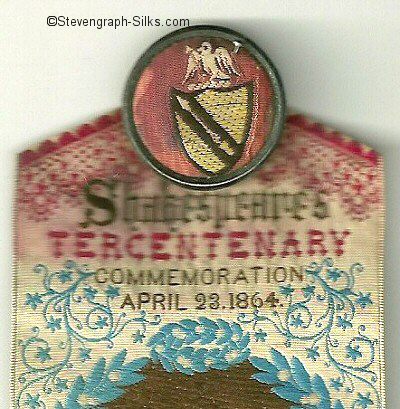 ©Stevengraph-Silks.com
Shakespeare's
TERCENTENARY
COMMEMORATION
APRIL 23.1864.